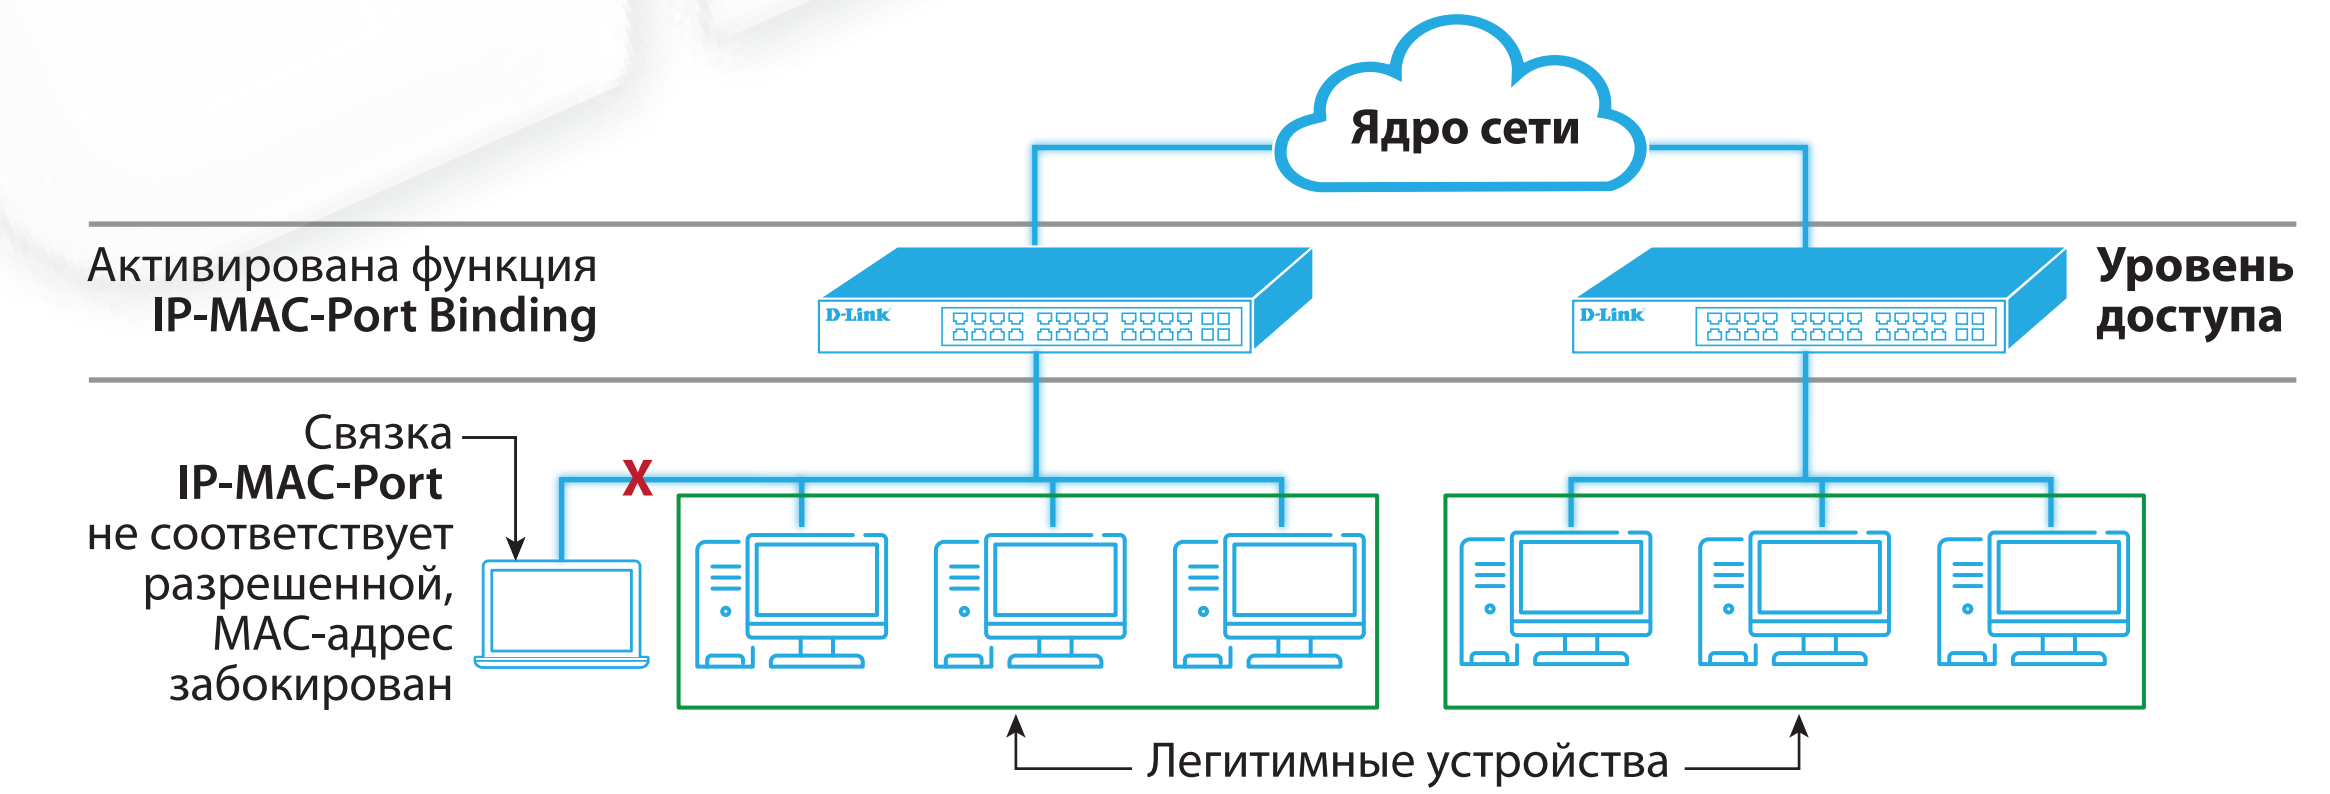 Ядро сети
Активирована функция
IP-MAC-Port Binding
D-Link
D-Link
Уровень
доступа
Связка
IP-MAC-Port
не соответствует
разрешенной,
MAC-адрес
забокирован
Легитимные устройства
X